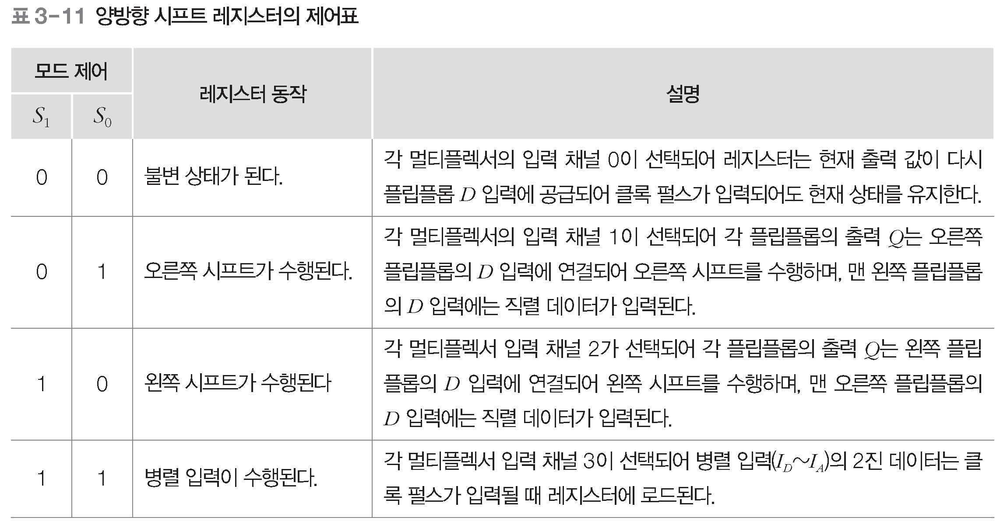 표 3-11 양방향 시프트 레지스터의 제어표
모드 제어
레지스터 동작
설명
S₁
S₀
0
0
불변 상태가 된다.
각 멀티플렉서의 입력 채널 0이 선택되어 레지스터는 현재 출력 값이 다시
플립플롭 D 입력에 공급되어 클록 펄스가 입력되어도 현재 상태를 유지한다.
0
1
오른쪽 시프트가 수행된다.
각 멀티플렉서의 입력 채널 1이 선택되어 각 플립플롭의 출력 Q는 오른쪽
플립플롭의 D 입력에 연결되어 오른쪽 시프트를 수행하며, 맨 왼쪽 플립플롭
의 D 입력에는 직렬 데이터가 입력된다.
1
0
왼쪽 시프트가 수행된다
각 멀티플렉서 입력 채널 2가 선택되어 각 플립플롭의 출력 Q는 왼쪽 플립
플롭의 D 입력에 연결되어 왼쪽 시프트를 수행하며, 맨 오른쪽 플립플롭의
D 입력에는 직렬 데이터가 입력된다.
1
1
병렬 입력이 수행된다.
각 멀티플렉서 입력 채널 3이 선택되어 병렬 입력(I_D~I_A)의 2진 데이터는 클
록 펄스가 입력될 때 레지스터에 로드된다.